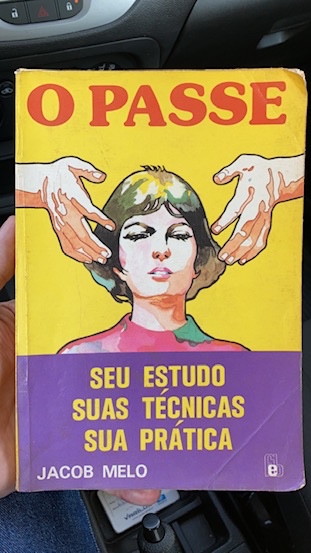 O PASSE
SEU ESTUDO
SUAS TÉCNICAS
SUA PRÁTICA
JACOB MELO